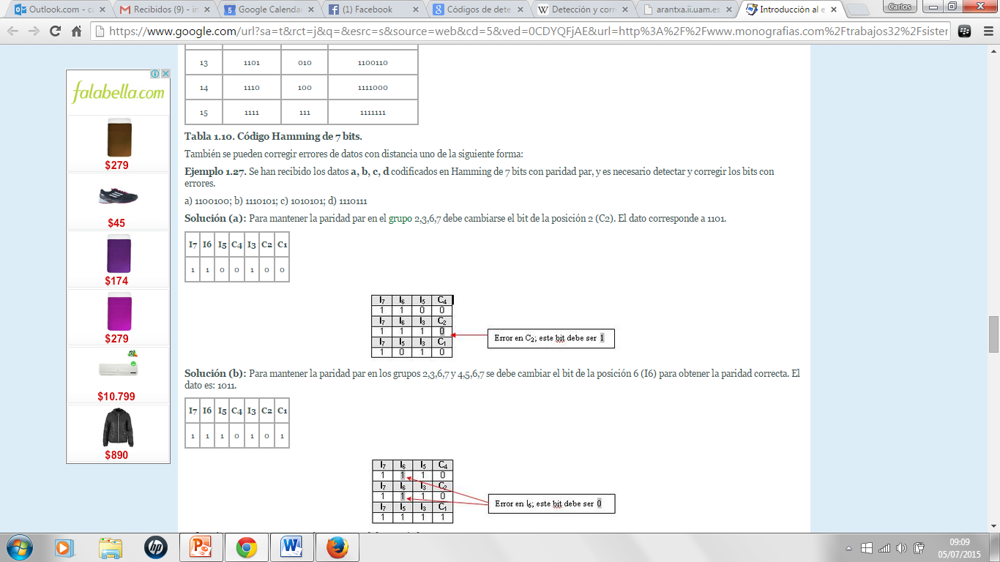 Outlook.com - ca
Recibidos (9) - in
Google Calendar
(1) Facebook
Códigos de dete
Detección y corr
arantxa.ii.uam.es
Introducción al e
Carlos
https://www.google.com/url?sa=t&rct=j&q=&esrc=s&source=web&cd=5&ved=0CDYQFjAE&url=http%3A%2F%2Fwww.monografias.com%2Ftrabajos32%2Fsister
falabella.com
$279
$45
$174
$279
$10.799
$890
13 1101 010 1100110
14 1110 100 1111000
15 1111 111 1111111
Tabla 1.10. Código Hamming de 7 bits.
También se pueden corregir errores de datos con distancia uno de la siguiente forma:
Ejemplo 1.27. Se han recibido los datos a, b, c, d codificados en Hamming de 7 bits con paridad par, y es necesario detectar y corregir los bits con
errores.
a) 1100100; b) 1110101; c) 1010101; d) 1110111
Solución (a): Para mantener la paridad par en el grupo 2,3,6,7 debe cambiarse el bit de la posición 2 (C2). El dato corresponde a 1101.
I7 I6 I5 C4 I3 C2 C1
1 1 0 0 1 0 0
I7 I6 I5 C4
1 1 0 0
I7 I6 I3 C2
1 1 1 0
I7 I5 I3 C1
1 0 1 0
Error en C2; este bit debe ser 1
Solución (b): Para mantener la paridad par en los grupos 2,3,6,7 y 4,5,6,7 se debe cambiar el bit de la posición 6 (I6) para obtener la paridad correcta. El
dato es: 1011.
I7 I6 I5 C4 I3 C2 C1
1 1 1 0 1 0 1
I7 I6 I5 C4
1 1 1 0
I7 I6 I3 C2
1 1 1 0
I7 I5 I3 C1
1 1 1 1
Error en I6; este bit debe ser 0
09:09
05/07/2015